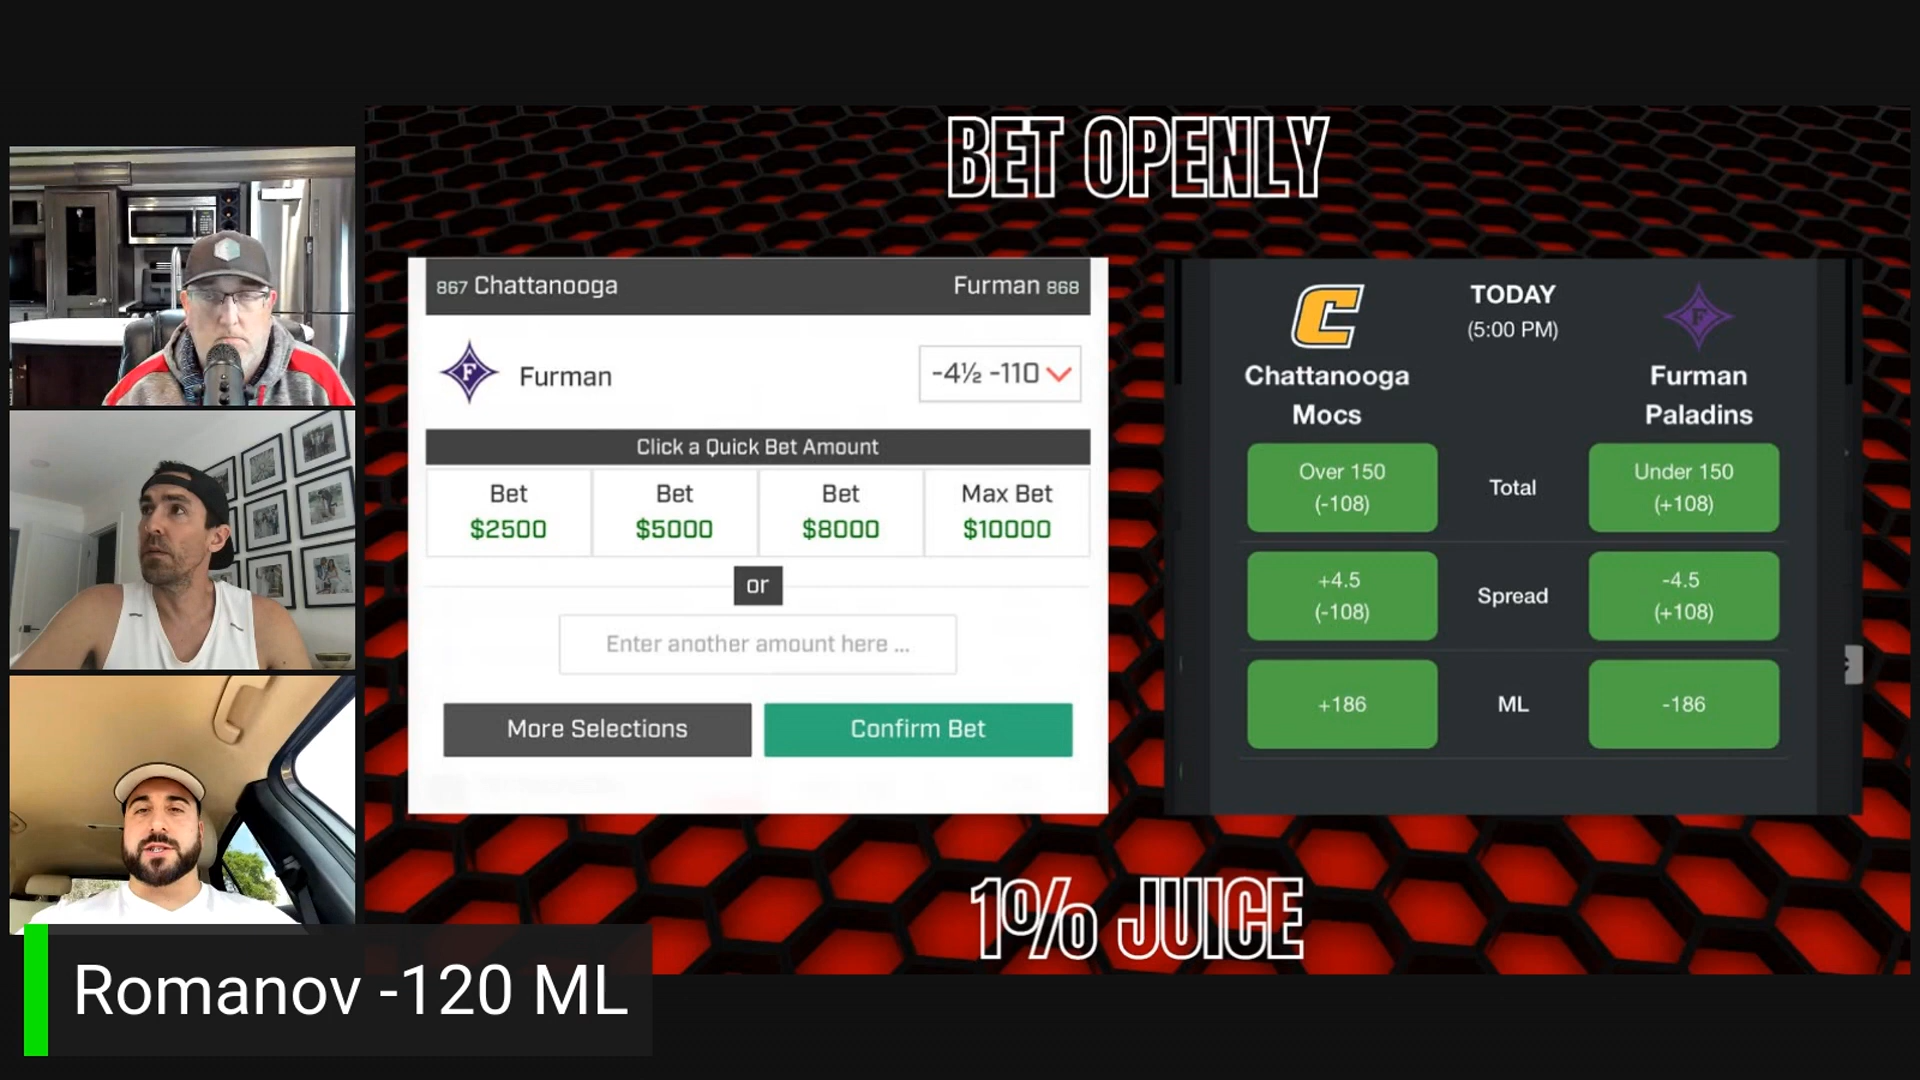 BET OPENLY
867 Chattanooga Furman 868
F Furman -4½ -110
Click a Quick Bet Amount
Bet Bet Bet Max Bet
$2500 $5000 $8000 $10000
or
Enter another amount here ...
More Selections Confirm Bet
C TODAY F
(5:00 PM)
Chattanooga Furman
Mocs Paladins
Over 150 Under 150
Total
(-108) (+108)
+4.5 -4.5
Spread
(-108) (+108)
+186 ML -186
1% JUICE
Romanov -120 ML